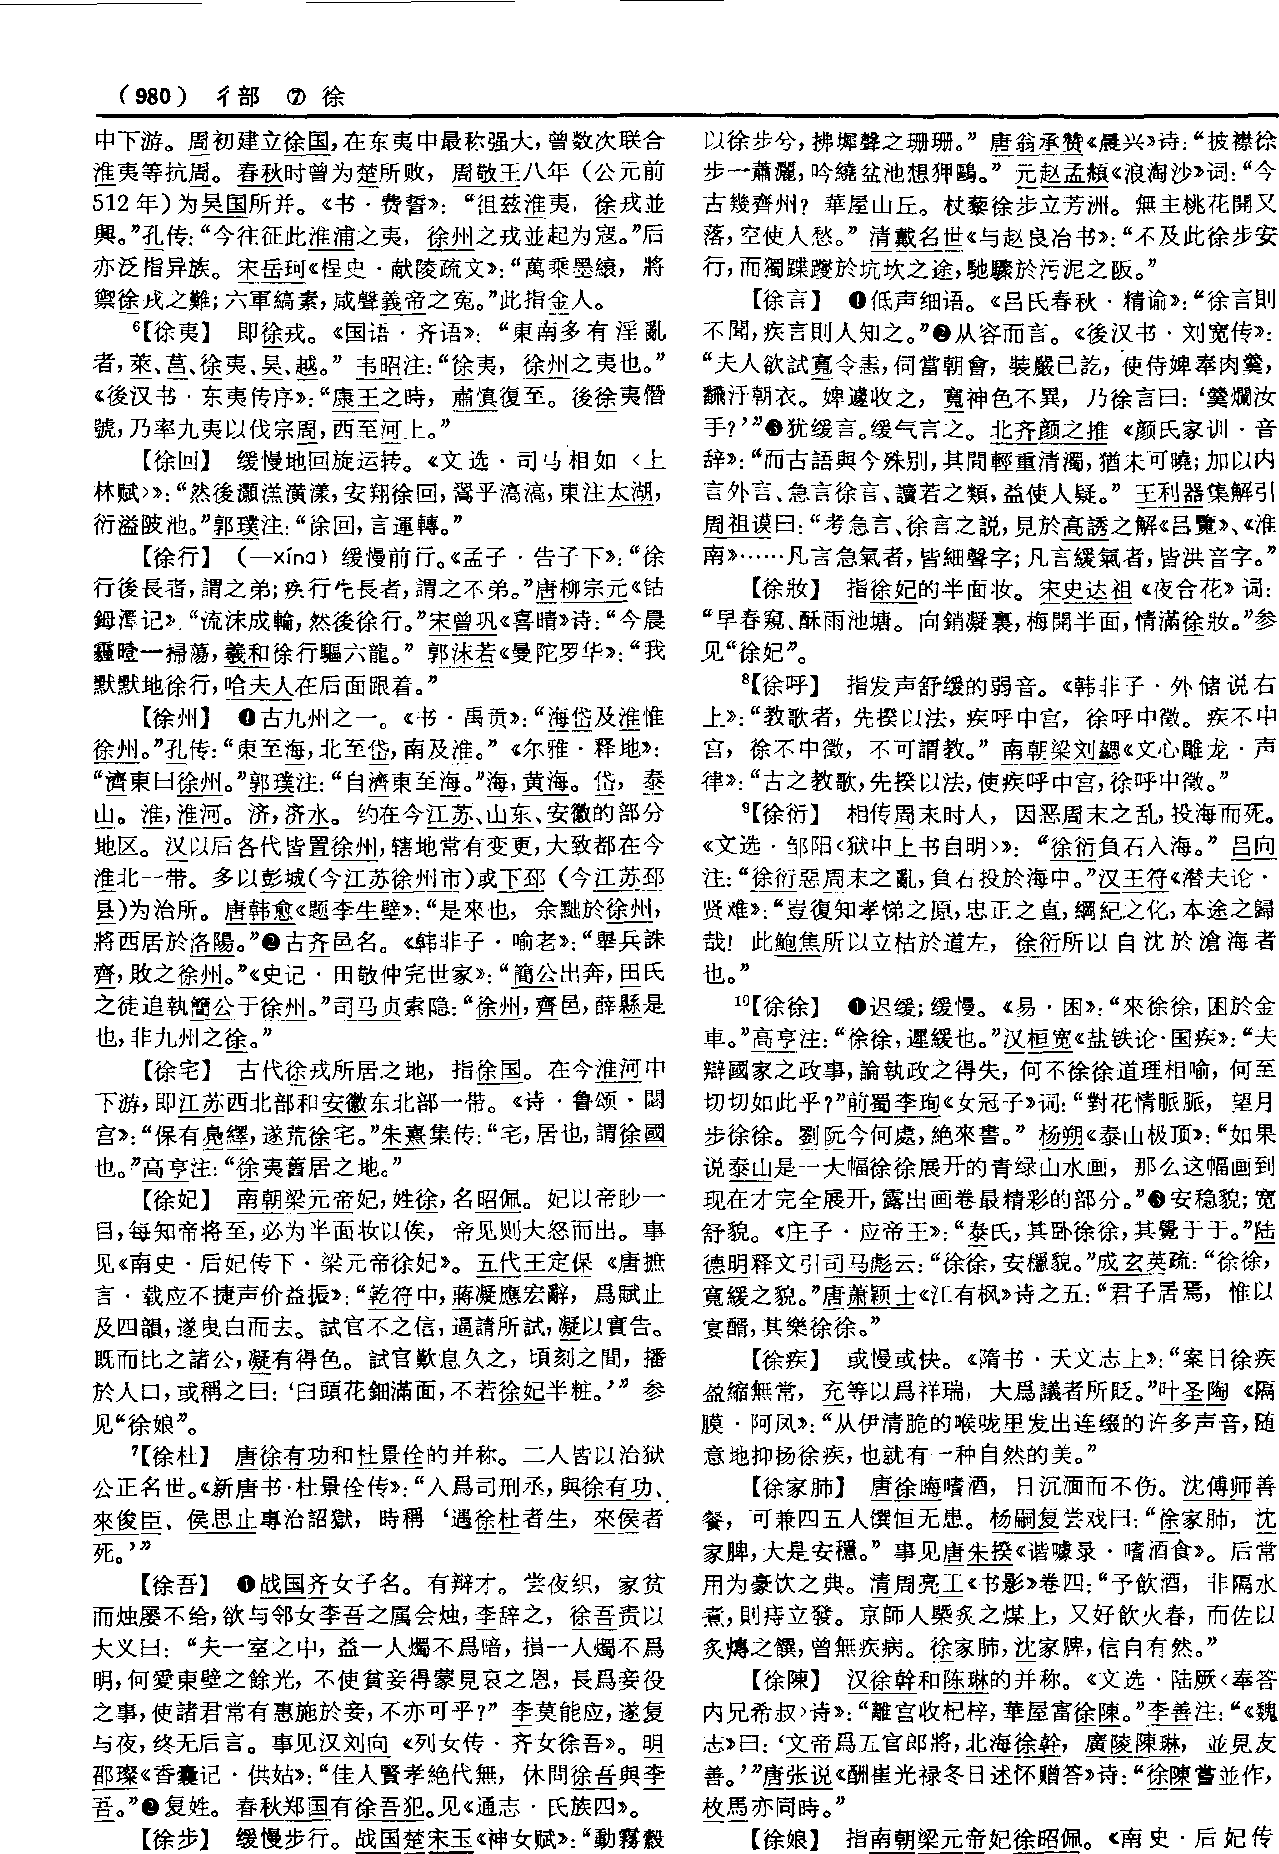 (980) 彳部 ⑦ 徐
中下游。周初建立徐国,在东夷中最称强大,曾数次联合
淮夷等抗周。春秋时曾为楚所败，周敬王八年（公元前
512年)为吴国所并。《书·费誓》：“徂兹淮夷，徐戎並
興。”孔传:“今往征此淮浦之夷，徐州之戎並起为寇。”后
亦泛指异族。宋岳珂《桯史·献陵疏文》:“萬乘墨縗，將
禦徐戎之難;六軍縞素,咸聲義帝之冤。”此指金人。
6【徐夷】 即徐戎。《国语·齐语》：“東南多有淫亂
者,萊、莒、徐夷、吴、越。” 韦昭注:“徐夷，徐州之夷也。”
《後汉书·东夷传序》:“康王之時，肅慎復至。後徐夷僭
號,乃率九夷以伐宗周,西至河上。”
【徐回】 缓慢地回旋运转。《文选·司马相如〈上
林赋〉》:“然後灝溔潢漾,安翔徐回,翯乎滈滈,東注太湖,
衍溢陂池。”郭璞注:“徐回,言運轉。”
【徐行】 (—xíng) 缓慢前行。《孟子·告子下》:“徐
行後長者,謂之弟;疾行先長者,謂之不弟。”唐柳宗元《钴
鉧潭记》:“流沫成輪,然後徐行。”宋曾巩《喜晴》诗:“今晨
霾曀一掃蕩,羲和徐行驅六龍。” 郭沫若《曼陀罗华》:“我
默默地徐行,哈夫人在后面跟着。”
【徐州】 ❶古九州之一。《书·禹贡》:“海岱及淮惟
徐州。”孔传:“東至海,北至岱,南及淮。” 《尔雅·释地》:
“濟東曰徐州。”郭璞注:“自濟東至海。”海,黄海。岱，泰
山。淮,淮河。济,济水。约在今江苏、山东、安徽的部分
地区。汉以后各代皆置徐州,辖地常有变更,大致都在今
淮北一带。多以彭城(今江苏徐州市)或下邳（今江苏邳
县)为治所。唐韩愈《题李生壁》:“是來也，余黜於徐州，
將西居於洛陽。”❷古齐邑名。《韩非子·喻老》:“舉兵誅
齊,敗之徐州。”《史记·田敬仲完世家》:“簡公出奔,田氏
之徒追執簡公于徐州。”司马贞索隐:“徐州,齊邑,薛縣是
也,非九州之徐。”
【徐宅】 古代徐戎所居之地，指徐国。在今淮河中
下游,即江苏西北部和安徽东北部一带。《诗·鲁颂·閟
宫》:“保有鳧繹,遂荒徐宅。”朱熹集传:“宅,居也,謂徐國
也。”高亨注:“徐夷舊居之地。”
【徐妃】 南朝梁元帝妃,姓徐,名昭佩。妃以帝眇一
目,每知帝将至,必为半面妆以俟，帝见则大怒而出。事
见《南史·后妃传下·梁元帝徐妃》。五代王定保《唐摭
言·载应不捷声价益振》:“乾符中,蔣凝應宏辭，爲賦止
及四韻,遂曳白而去。試官不之信,逼請所試,凝以實告。
既而比之諸公,凝有得色。試官歎息久之，頃刻之間，播
於人口,或稱之曰:‘臼頭花鈿滿面,不若徐妃半粧。’” 参
见“徐娘”。
7【徐杜】 唐徐有功和杜景佺的并称。二人皆以治狱
公正名世。《新唐书·杜景佺传》:“入爲司刑丞,與徐有功、
來俊臣、侯思止專治詔獄，時稱‘遇徐杜者生，來侯者
死。’”
【徐吾】 ❶战国齐女子名。有辩才。尝夜织，家贫
而烛屡不给,欲与邻女李吾之属会烛,李辞之，徐吾责以
大义曰：“夫一室之中，益一人燭不爲暗，損一人燭不爲
明,何愛東壁之餘光，不使貧妾得蒙見哀之恩，長爲妾役
之事,使諸君常有惠施於妾,不亦可乎?” 李莫能应,遂复
与夜,终无后言。事见汉刘向《列女传·齐女徐吾》。明
邵璨《香囊记·供姑》:“佳人賢孝絶代無，休問徐吾與李
吾。”❷复姓。春秋郑国有徐吾犯。见《通志·氏族四》。
【徐步】 缓慢步行。战国楚宋玉《神女赋》:“動霧縠
以徐步兮,拂墀聲之珊珊。” 唐翁承赞《晨兴》诗:“披襟徐
步一蕭灑,吟繞盆池想狎鷗。” 元赵孟頫《浪淘沙》词:“今
古幾齊州? 華屋山丘。杖藜徐步立芳洲。無主桃花開又
落,空使人愁。” 清戴名世《与赵良冶书》:“不及此徐步安
行,而獨蹀躞於坑坎之途,馳驟於污泥之阪。”
【徐言】 ❶低声细语。《吕氏春秋·精谕》:“徐言則
不聞,疾言則人知之。”❷从容而言。《後汉书·刘宽传》:
“夫人欲試寬令恚,伺當朝會，裝嚴已訖，使侍婢奉肉羹，
飜汙朝衣。婢遽收之，寬神色不異，乃徐言曰:‘羹爛汝
手?’”❸犹缓言。缓气言之。北齐颜之推《颜氏家训·音
辞》:“而古語與今殊别,其間輕重清濁,猶未可曉;加以内
言外言、急言徐言、讀若之類,益使人疑。” 王利器集解引
周祖谟曰:“考急言、徐言之説,見於高誘之解《吕覽》、《淮
南》……凡言急氣者,皆細聲字;凡言緩氣者,皆洪音字。”
【徐妝】 指徐妃的半面妆。宋史达祖《夜合花》词:
“早春窺、酥雨池塘。向銷凝裏,梅開半面,情滿徐妝。”参
见“徐妃”。
8【徐呼】 指发声舒缓的弱音。《韩非子·外储说右
上》:“教歌者，先揆以法，疾呼中宫，徐呼中徵。疾不中
宫，徐不中徵，不可謂教。” 南朝梁刘勰《文心雕龙·声
律》:“古之教歌,先揆以法,使疾呼中宫,徐呼中徵。”
9【徐衍】 相传周末时人，因恶周末之乱,投海而死。
《文选·邹阳〈狱中上书自明〉》：“徐衍負石入海。” 吕向
注:“徐衍惡周末之亂,負石投於海中。”汉王符《潜夫论·
贤难》:“豈復知孝悌之原,忠正之直,綱紀之化,本途之歸
哉! 此鮑焦所以立枯於道左，徐衍所以自沈於滄海者
也。”
10【徐徐】 ❶迟缓;缓慢。《易·困》:“來徐徐,困於金
車。”高亨注:“徐徐,遲緩也。”汉桓宽《盐铁论·国疾》:“夫
辯國家之政事,論執政之得失，何不徐徐道理相喻，何至
切切如此乎?”前蜀李珣《女冠子》词:“對花情脈脈，望月
步徐徐。劉阮今何處,絶來書。” 杨朔《泰山极顶》:“如果
说泰山是一大幅徐徐展开的青绿山水画，那么这幅画到
现在才完全展开,露出画卷最精彩的部分。”❸安稳貌;宽
舒貌。《庄子·应帝王》:“泰氏,其卧徐徐,其覺于于。”陆
德明释文引司马彪云:“徐徐,安穩貌。”成玄英疏:“徐徐，
寬緩之貌。”唐萧颖士《江有枫》诗之五:“君子居焉，惟以
宴醑,其樂徐徐。”
【徐疾】 或慢或快。《隋书·天文志上》:“案日徐疾
盈缩無常，充等以爲祥瑞，大爲議者所貶。”叶圣陶《隔
膜·阿凤》:“从伊清脆的喉咙里发出连缀的许多声音,随
意地抑扬徐疾,也就有一种自然的美。”
【徐家肺】 唐徐晦嗜酒，日沉湎而不伤。沈傅师善
餐，可兼四五人馔恒无患。杨嗣复尝戏曰:“徐家肺，沈
家脾,大是安穩。” 事见唐朱揆《谐噱录·嗜酒食》。后常
用为豪饮之典。清周亮工《书影》卷四:“予飲酒，非隔水
煮,則痔立發。京師人槩炙之煤上，又好飲火春，而佐以
炙煿之饌,曾無疾病。徐家肺,沈家脾,信自有然。”
【徐陳】 汉徐幹和陈琳的并称。《文选·陆厥〈奉答
内兄希叔〉诗》:“離宫收杞梓,華屋富徐陳。”李善注:“《魏
志》曰:‘文帝爲五官郎將,北海徐幹，廣陵陳琳，並見友
善。’”唐张说《酬崔光禄冬日述怀赠答》诗:“徐陳嘗並作，
枚馬亦同時。”
【徐娘】 指南朝梁元帝妃徐昭佩。《南史·后妃传